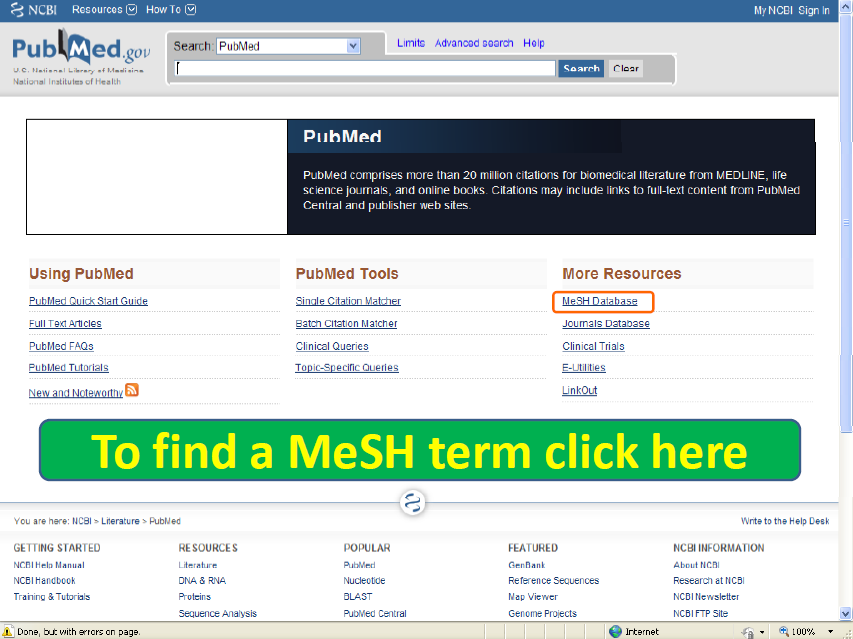 NCBI Resources How To My NCBI Sign In
PubMed.gov
U.S. National Library of Medicine
National Institutes of Health
Search: PubMed
Limits Advanced search Help
Search Clear
PubMed
PubMed comprises more than 20 million citations for biomedical literature from MEDLINE, life
science journals, and online books. Citations may include links to full-text content from PubMed
Central and publisher web sites.
Using PubMed
PubMed Quick Start Guide
Full Text Articles
PubMed FAQs
PubMed Tutorials
New and Noteworthy
PubMed Tools
Single Citation Matcher
Batch Citation Matcher
Clinical Queries
Topic-Specific Queries
More Resources
MeSH Database
Journals Database
Clinical Trials
E-Utilities
LinkOut
To find a MeSH term click here
You are here: NCBI > Literature > PubMed
Write to the Help Desk
GETTING STARTED
NCBI Help Manual
NCBI Handbook
Training & Tutorials
RESOURCES
Literature
DNA & RNA
Proteins
Sequence Analysis
POPULAR
PubMed
Nucleotide
BLAST
PubMed Central
FEATURED
GenBank
Reference Sequences
Map Viewer
Genome Projects
NCBI INFORMATION
About NCBI
Research at NCBI
NCBI Newsletter
NCBI FTP Site
Done, but with errors on page.
Internet
100%